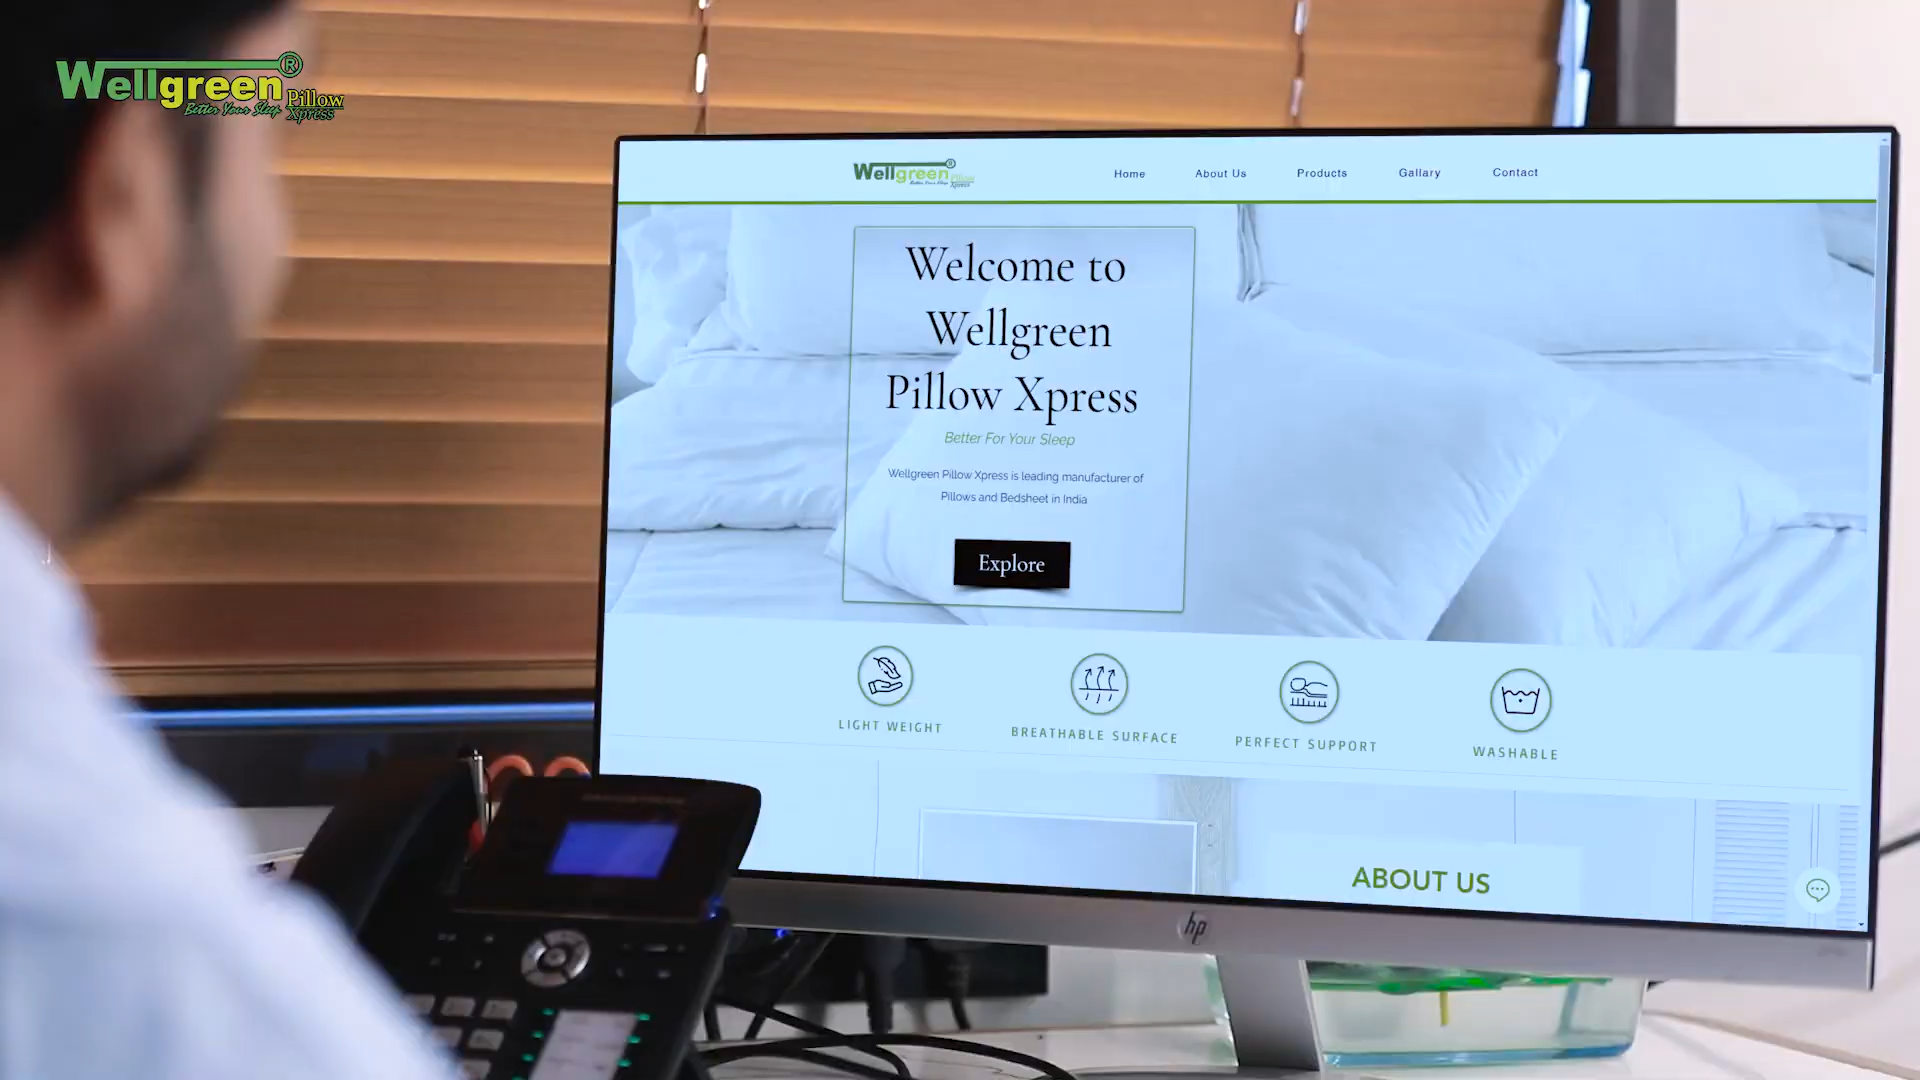 Wellgreen®
Better Your Sleep
Pillow
Xpress
Wellgreen®
Pillow
Xpress
Home
About Us
Products
Gallary
Contact
Welcome to
Wellgreen
Pillow Xpress
Better For Your Sleep
Wellgreen Pillow Xpress is leading manufacturer of
Pillows and Bedsheet in India
Explore
LIGHT WEIGHT
BREATHABLE SURFACE
PERFECT SUPPORT
WASHABLE
ABOUT US
hp